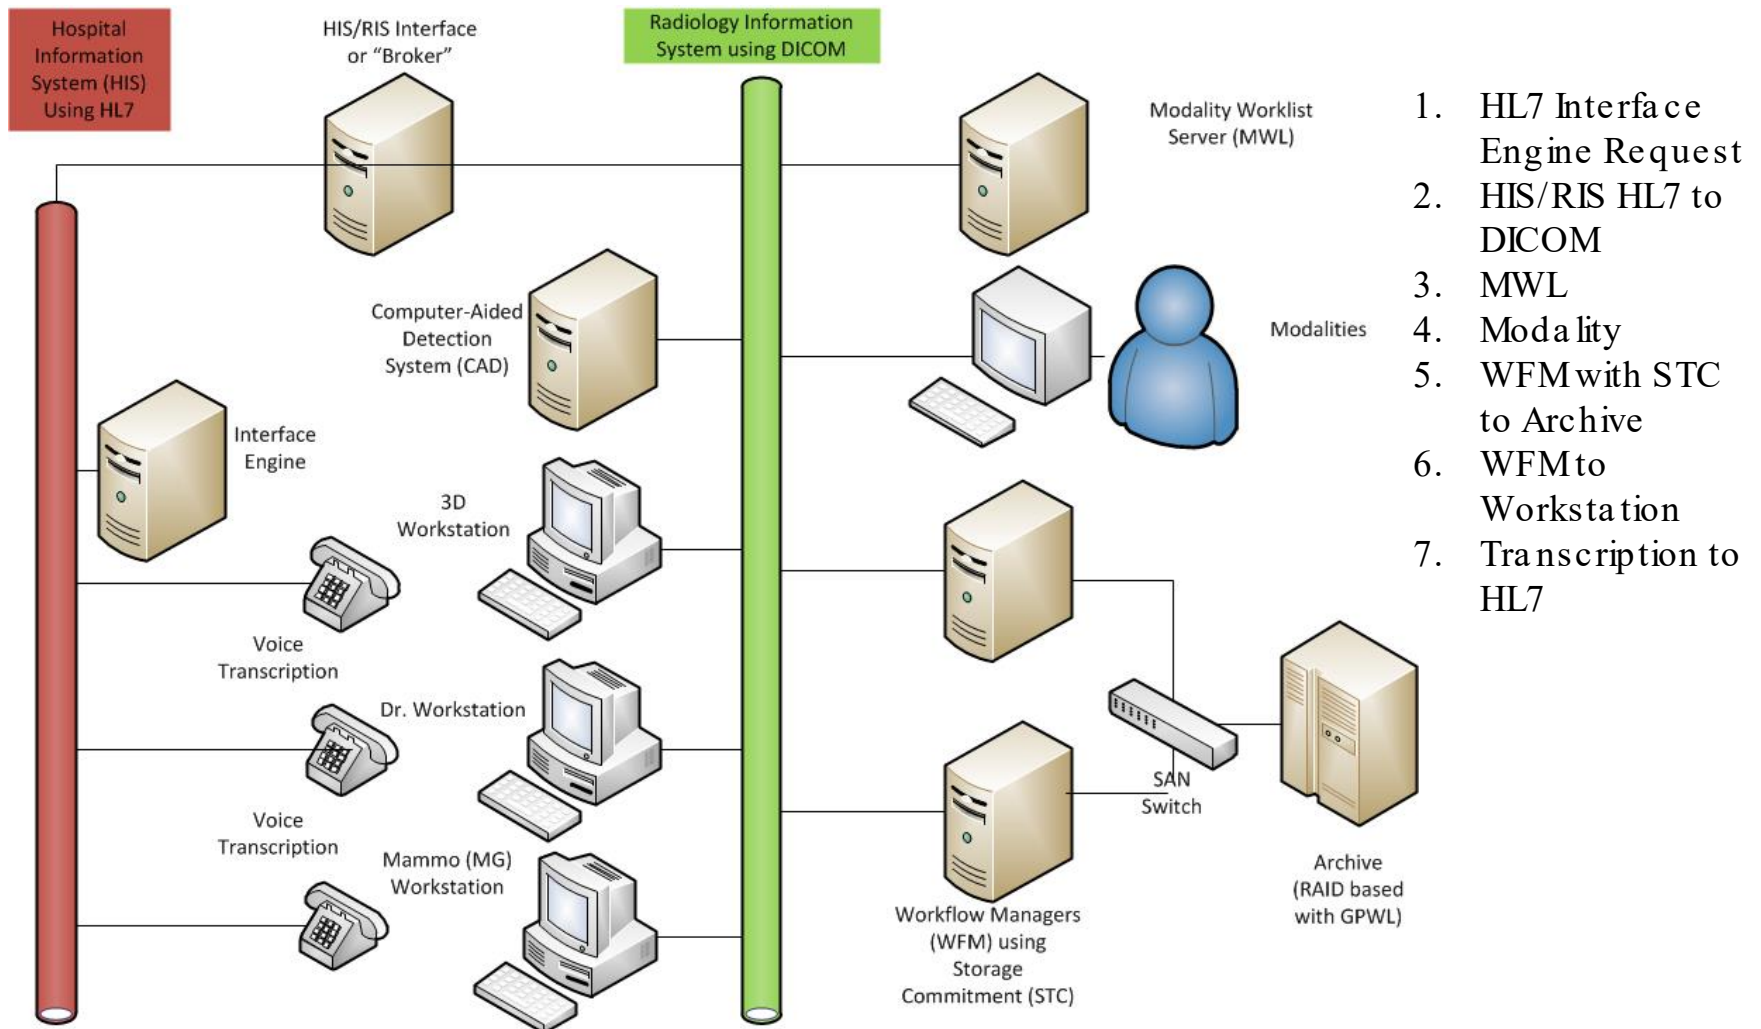 Hospital
Information
System (HIS)
Using HL7
HIS/RIS Interface
or “Broker”
Radiology Information
System using DICOM
Modality Worklist
Server (MWL)
Computer-Aided
Detection
System (CAD)
Modalities
Interface
Engine
3D
Workstation
Voice
Transcription
Dr. Workstation
SAN
Switch
Voice
Transcription
Mammo (MG)
Workstation
Archive
(RAID based
with GPWL)
Workflow Managers
(WFM) using
Storage
Commitment (STC)
1. HL7 Interface
Engine Request
2. HIS/RIS HL7 to
DICOM
3. MWL
4. Modality
5. WFM with STC
to Archive
6. WFM to
Workstation
7. Transcription to
HL7